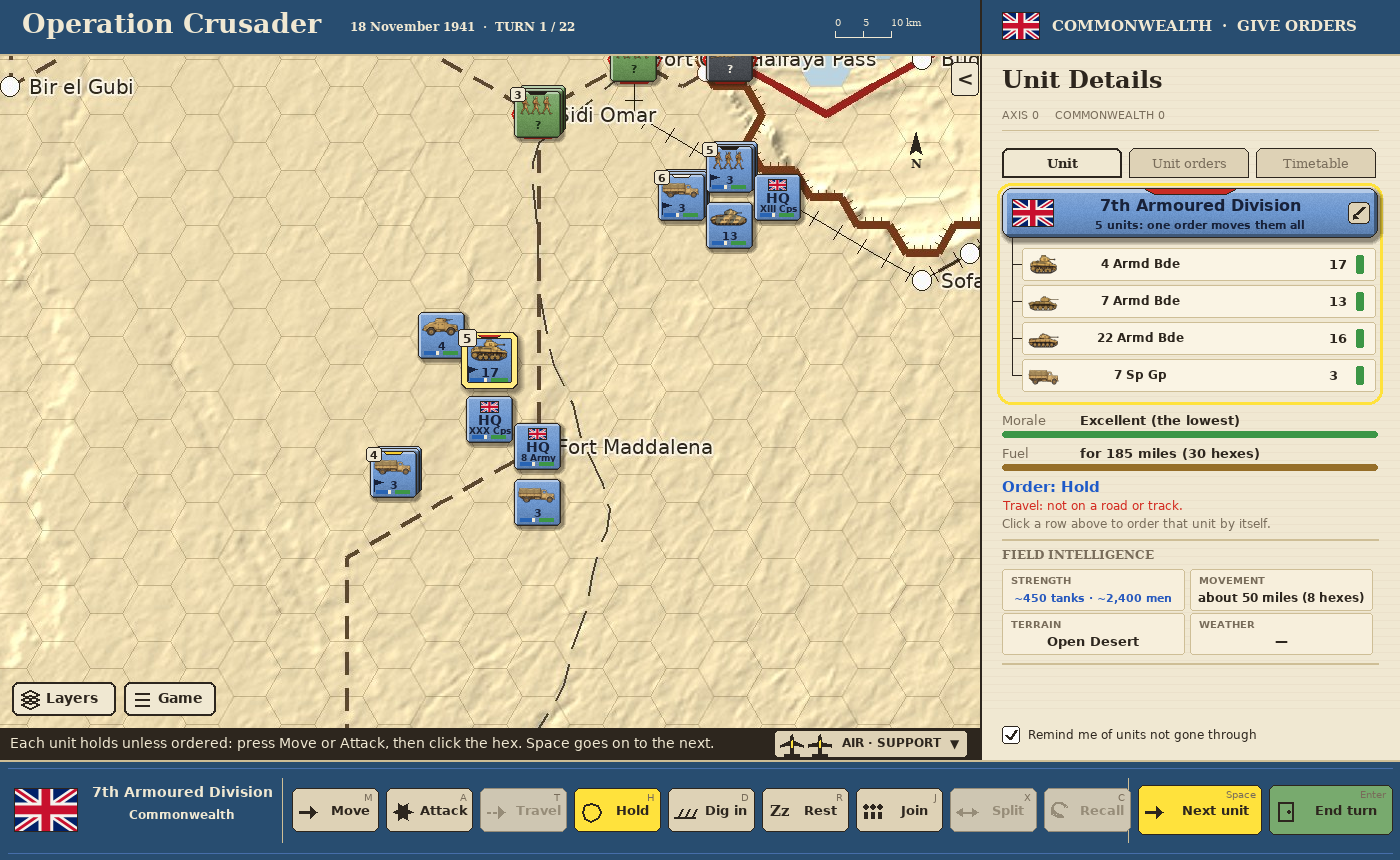 Operation Crusader
18 November 1941 · TURN 1 / 22
0 5 10 km
COMMONWEALTH · GIVE ORDERS
Bir el Gubi
Sidi Omar
Halfaya Pass
<
N
3
?
?
?
5
3
6
3
HQ
XIII Cps
13
Sofa
4
5
17
HQ
XXX Cps
HQ
8 Army
Fort Maddalena
4
3
3
Layers
Game
Each unit holds unless ordered: press Move or Attack, then click the hex. Space goes on to the next.
AIR · SUPPORT ▼
Unit Details
AXIS 0 COMMONWEALTH 0
Unit
Unit orders
Timetable
7th Armoured Division
5 units: one order moves them all
4 Armd Bde 17
7 Armd Bde 13
22 Armd Bde 16
7 Sp Gp 3
Morale Excellent (the lowest)
Fuel for 185 miles (30 hexes)
Order: Hold
Travel: not on a road or track.
Click a row above to order that unit by itself.
FIELD INTELLIGENCE
STRENGTH
~450 tanks · ~2,400 men
MOVEMENT
about 50 miles (8 hexes)
TERRAIN
Open Desert
WEATHER
—
Remind me of units not gone through
7th Armoured Division
Commonwealth
M
Move
A
Attack
T
Travel
H
Hold
D
Dig in
R
Zz Rest
J
Join
X
Split
C
Recall
Space
Next unit
Enter
End turn